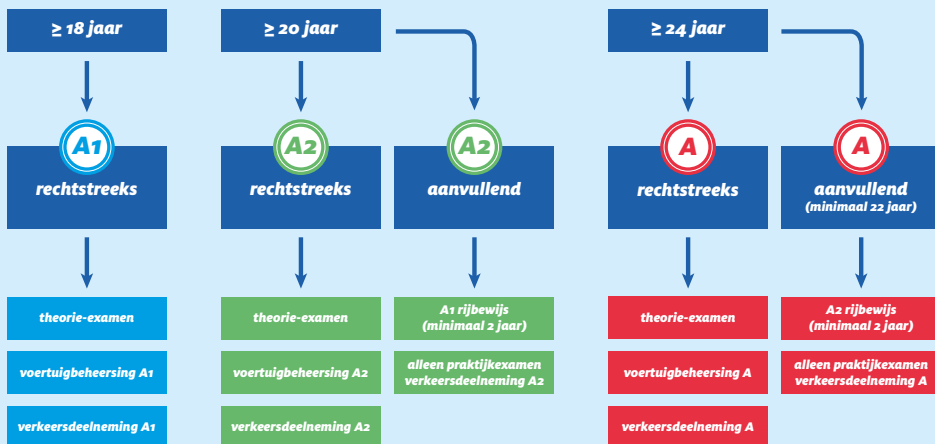 ≥ 18 jaar
A1
rechtstreeks
theorie-examen
voertuigbeheersing A1
verkeersdeelneming A1
≥ 20 jaar
A2
rechtstreeks
theorie-examen
voertuigbeheersing A2
verkeersdeelneming A2
A2
aanvullend
A1 rijbewijs
(minimaal 2 jaar)
alleen praktijkexamen
verkeersdeelneming A2
≥ 24 jaar
A
rechtstreeks
theorie-examen
voertuigbeheersing A
verkeersdeelneming A
A
aanvullend
(minimaal 22 jaar)
A2 rijbewijs
(minimaal 2 jaar)
alleen praktijkexamen
verkeersdeelneming A